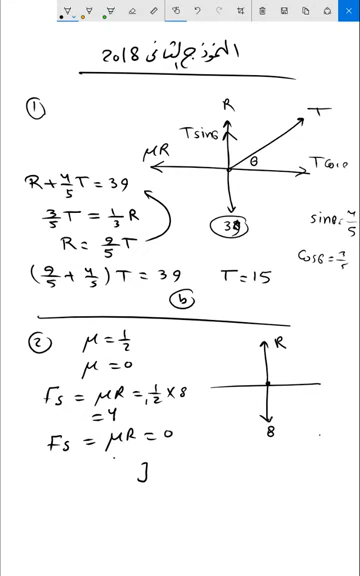 النموذج الثانى 2018
①
R
T
T sinθ
μR
θ
T cosθ
39
R + 4/5 T = 39
3/5 T = 1/3 R
R = 9/5 T
sinθ = 4/5
cosθ = 3/5
(9/5 + 4/5) T = 39 T = 15
ⓑ
②
μ = 1/2
μ = 0
R
Fs = μR = 1/2 × 8
= 4
8
Fs = μR = 0
]